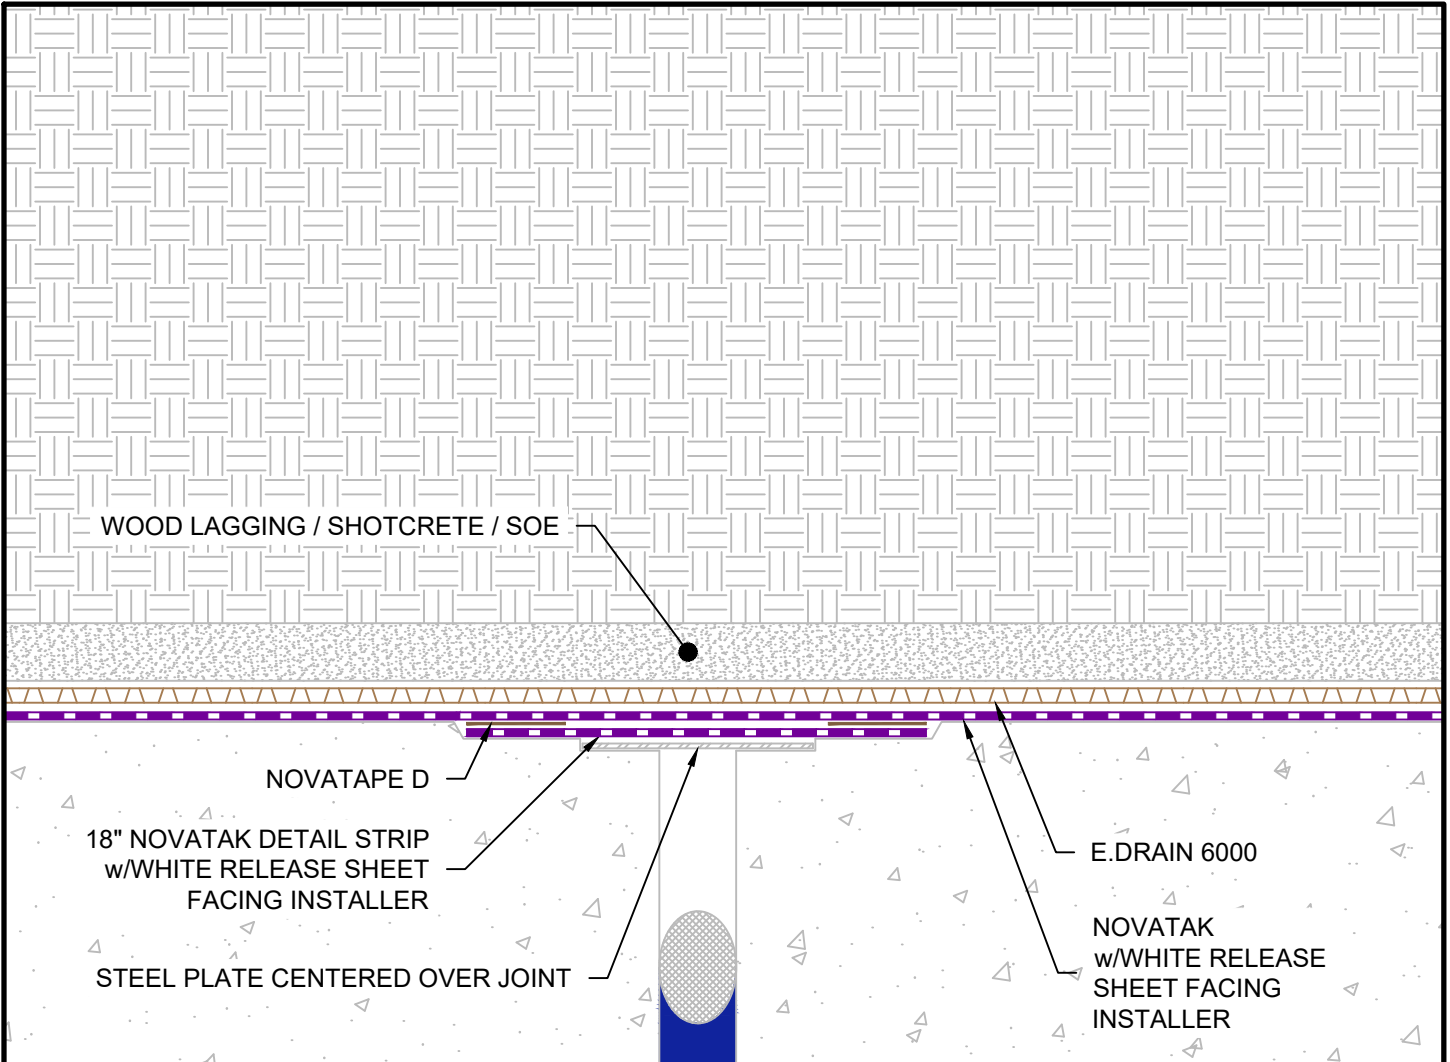 WOOD LAGGING / SHOTCRETE / SOE
NOVATAPE D
18" NOVATAK DETAIL STRIP
w/WHITE RELEASE SHEET
FACING INSTALLER
STEEL PLATE CENTERED OVER JOINT
E.DRAIN 6000
NOVATAK
w/WHITE RELEASE
SHEET FACING
INSTALLER